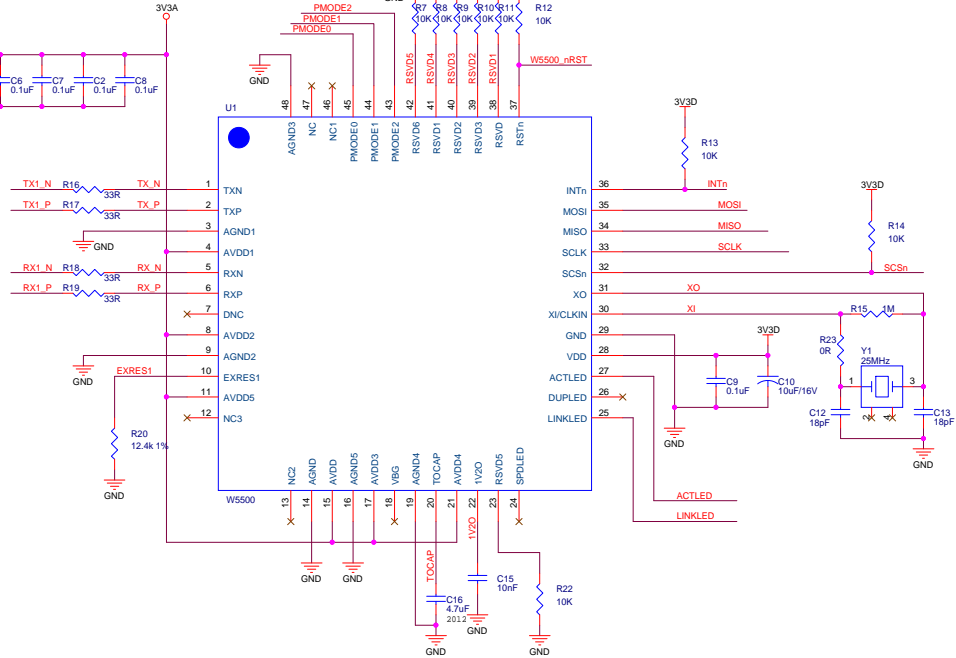 3V3A
PMODE2
PMODE1
PMODE0
R7 R8 R9 R10 R11 R12
10K 10K 10K 10K 10K 10K
C6 C7 C2 C8
0.1uF 0.1uF 0.1uF 0.1uF
GND
RSVD5 RSVD4 RSVD3 RSVD2 RSVD1
W5500_nRST
U1
48 47 46 45 44 43 42 41 40 39 38 37
AGND3 NC NC1 PMODE0 PMODE1 PMODE2 RSVD6 RSVD1 RSVD2 RSVD3 RSVD RSTn
3V3D
R13
10K
TX1_N R16 33R TX_N 1 TXN
TX1_P R17 33R TX_P 2 TXP
GND 3 AGND1
4 AVDD1
RX1_N R18 33R RX_N 5 RXN
RX1_P R19 33R RX_P 6 RXP
7 DNC
8 AVDD2
9 AGND2
GND
EXRES1 10 EXRES1
11 AVDD5
12 NC3
R20
12.4k 1%
GND
INTn 36 INTn
MOSI 35 MOSI
MISO 34 MISO
SCLK 33 SCLK
SCSn 32 SCSn
XO 31 XO
XI/CLKIN 30 XI
GND 29
VDD 28
ACTLED 27
DUPLED 26
LINKLED 25
3V3D
R14
10K
R15 1M
R23
0R
Y1
25MHz
1 3
2 4
C12
18pF
C13
18pF
GND
3V3D
C9
0.1uF
C10
10uF/16V
GND
ACTLED
LINKLED
NC2 AGND AVDD AGND5 AVDD3 VBG AGND4 TOCAP AVDD4 1V2O RSVD5 SPDLED
W5500
13 14 15 16 17 18 19 20 21 22 23 24
1V2O
TOCAP
GND GND
C15
10nF
GND
C16
4.7uF
2012
GND
R22
10K
GND